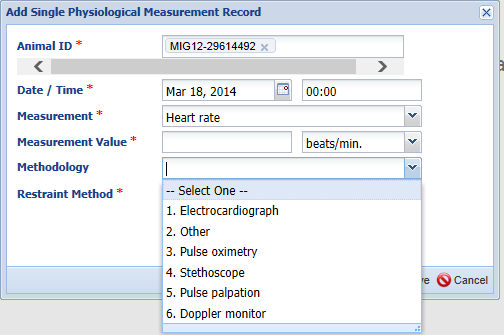 Add Single Physiological Measurement Record
Animal ID *
MIG12-29614492
Date / Time *
Mar 18, 2014
00:00
Measurement *
Heart rate
Measurement Value *
beats/min.
Methodology
-- Select One --
Restraint Method *
1. Electrocardiograph
2. Other
3. Pulse oximetry
4. Stethoscope
5. Pulse palpation
6. Doppler monitor
Cancel